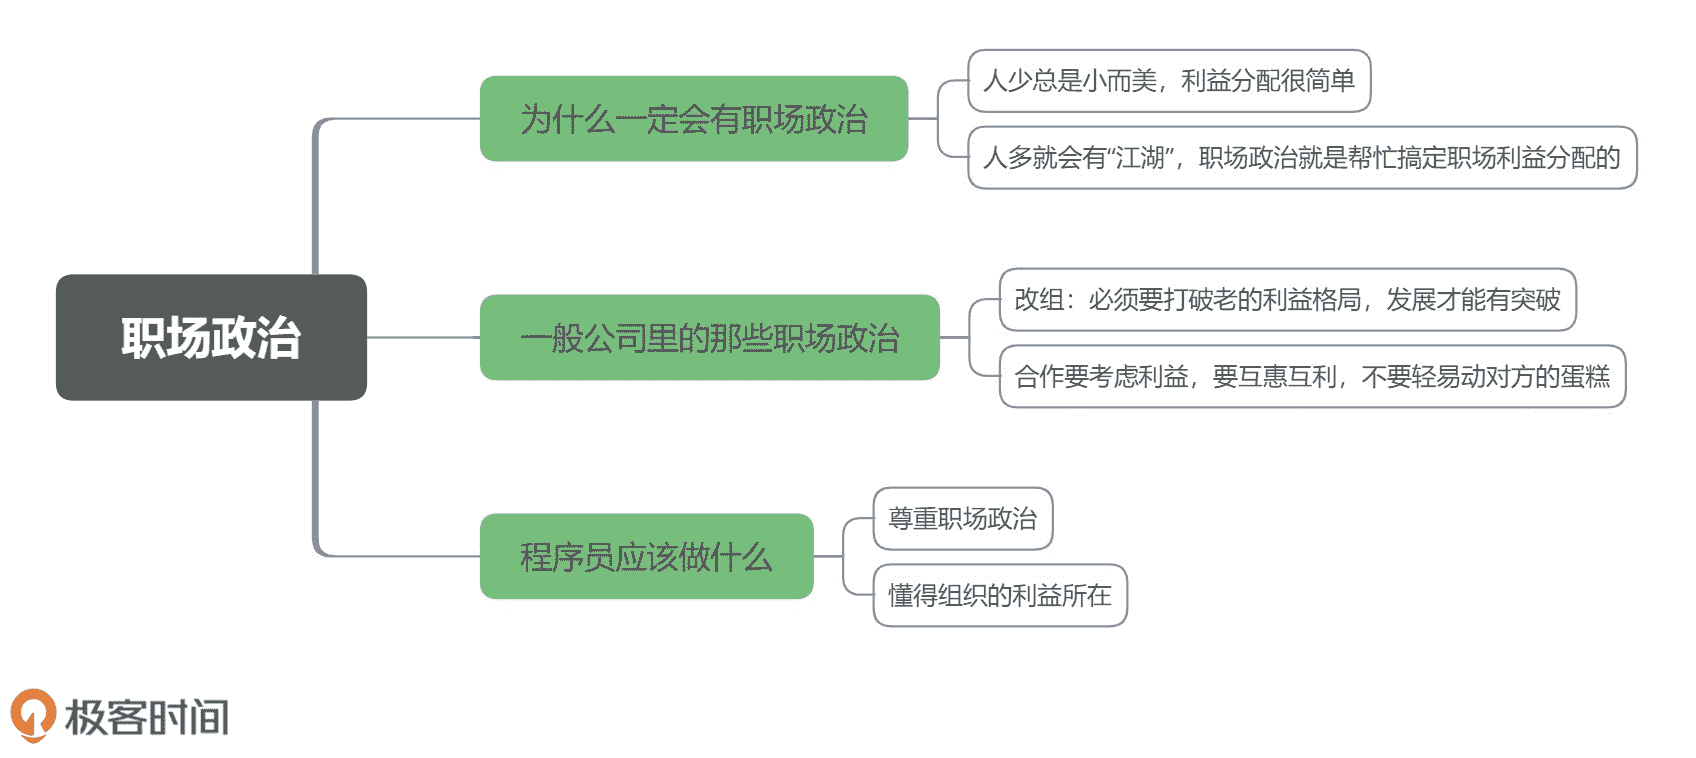 职场政治
为什么一定会有职场政治
人少总是小而美，利益分配很简单
人多就会有“江湖”，职场政治就是帮忙搞定职场利益分配的
一般公司里的那些职场政治
改组：必须要打破老的利益格局，发展才能有突破
合作要考虑利益，要互惠互利，不要轻易动对方的蛋糕
程序员应该做什么
尊重职场政治
懂得组织的利益所在
极客时间